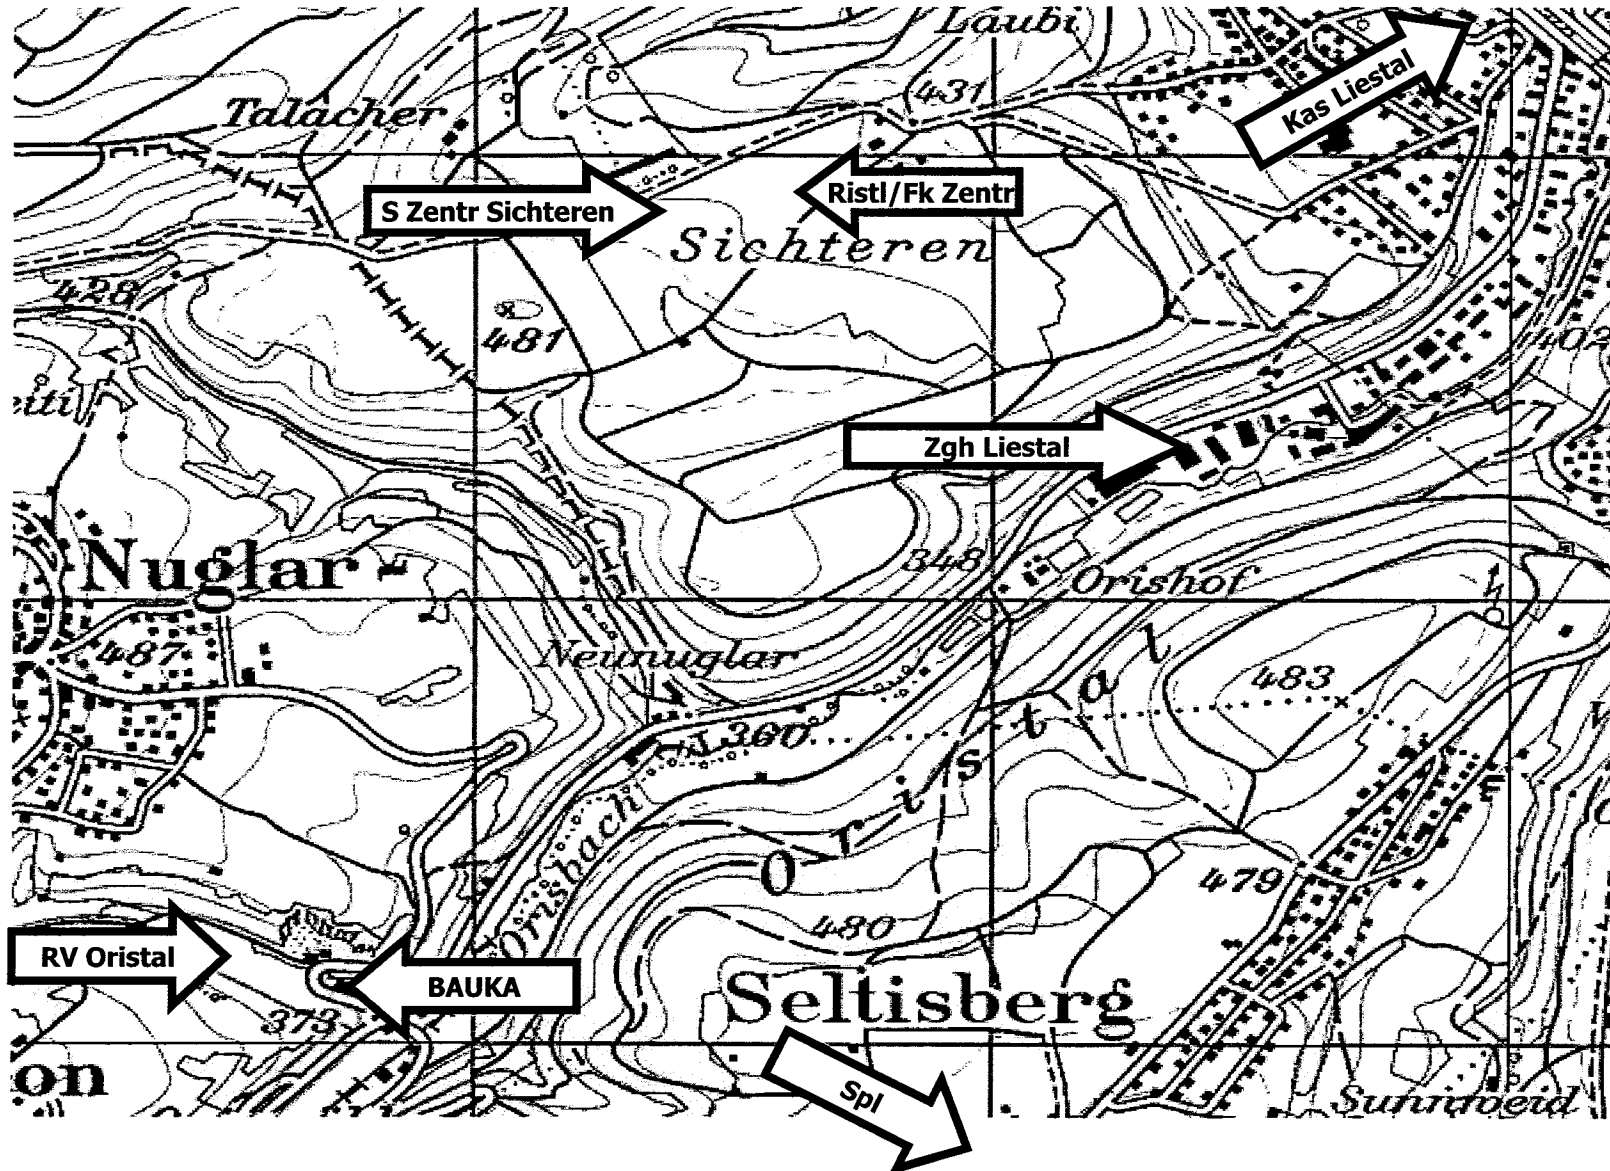 Laubi
Kas Liestal
Talacher
431
S Zentr Sichteren
Ristl/Fk Zentr
Sichteren
428
481
402
Zgh Liestal
Nuglar
348
Orishof
487
Neunuglar
483
360
Oristal
Orisbach
479
480
RV Oristal
BAUKA
Seltisberg
373
on
Spl
Sunnweid